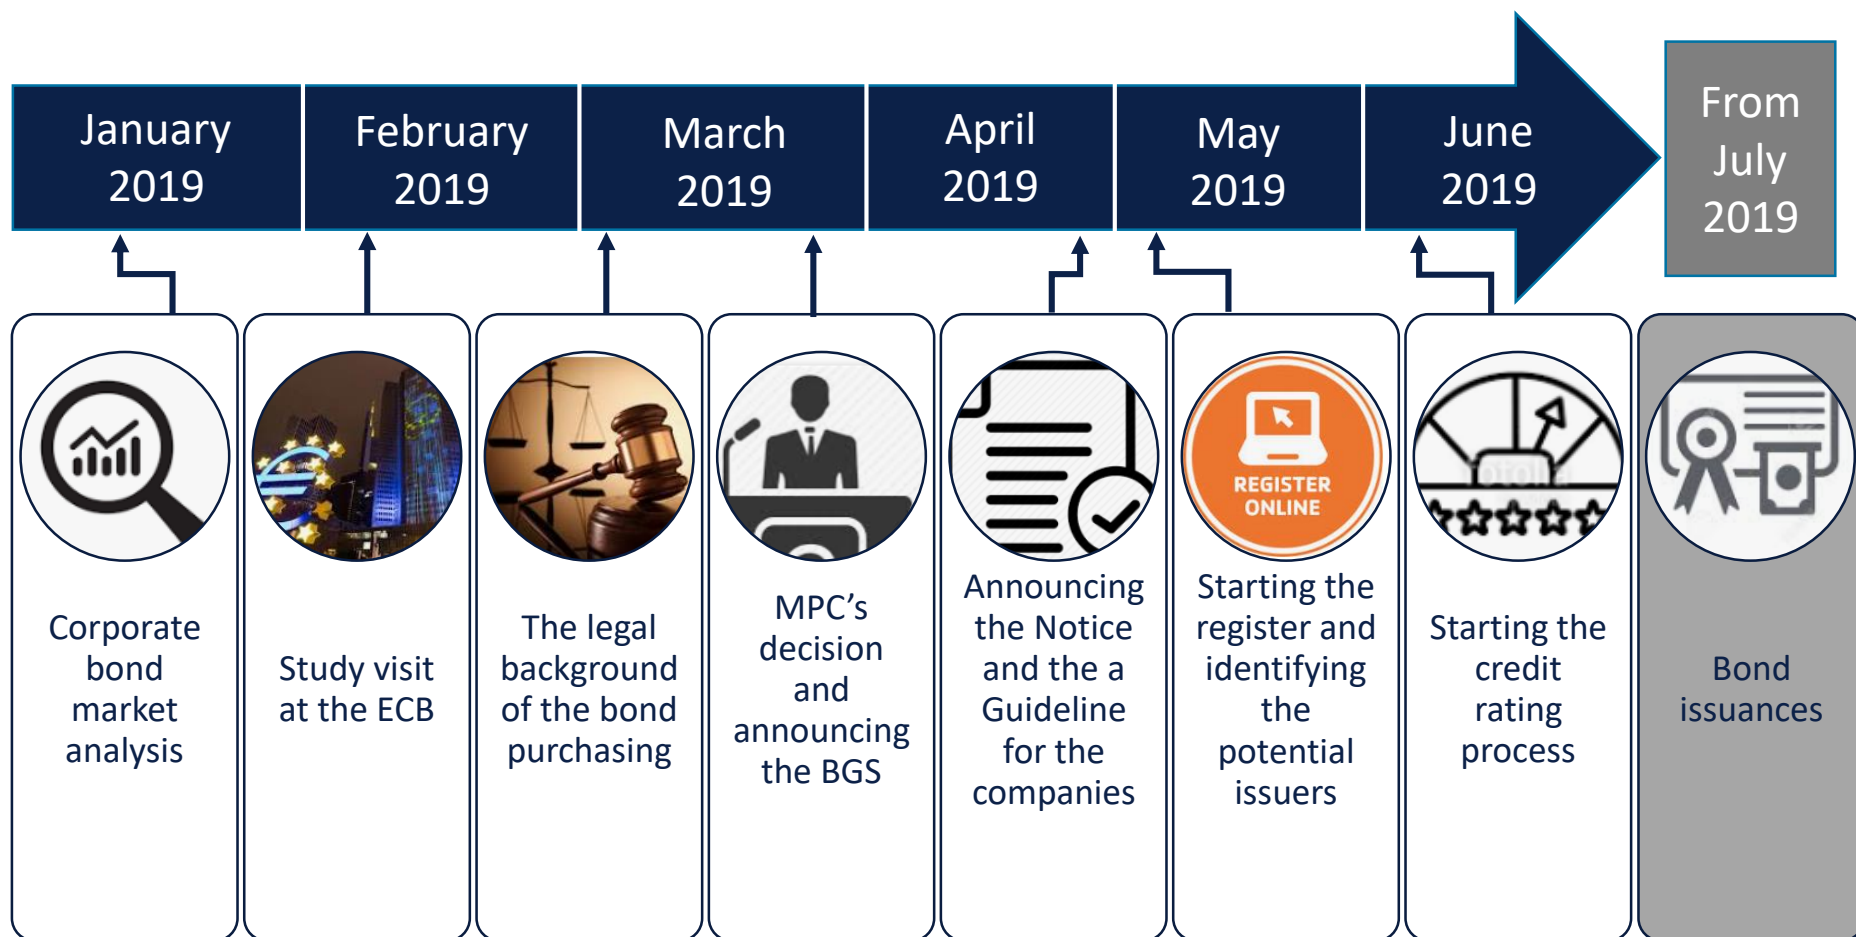 January
2019
February
2019
March
2019
April
2019
May
2019
June
2019
From
July
2019
Corporate
bond
market
analysis
Study visit
at the ECB
The legal
background
of the bond
purchasing
MPC’s
decision
and
announcing
the BGS
Announcing
the Notice
and the a
Guideline
for the
companies
REGISTER
ONLINE
Starting the
register and
identifying
the
potential
issuers
Starting the
credit
rating
process
Bond
issuances